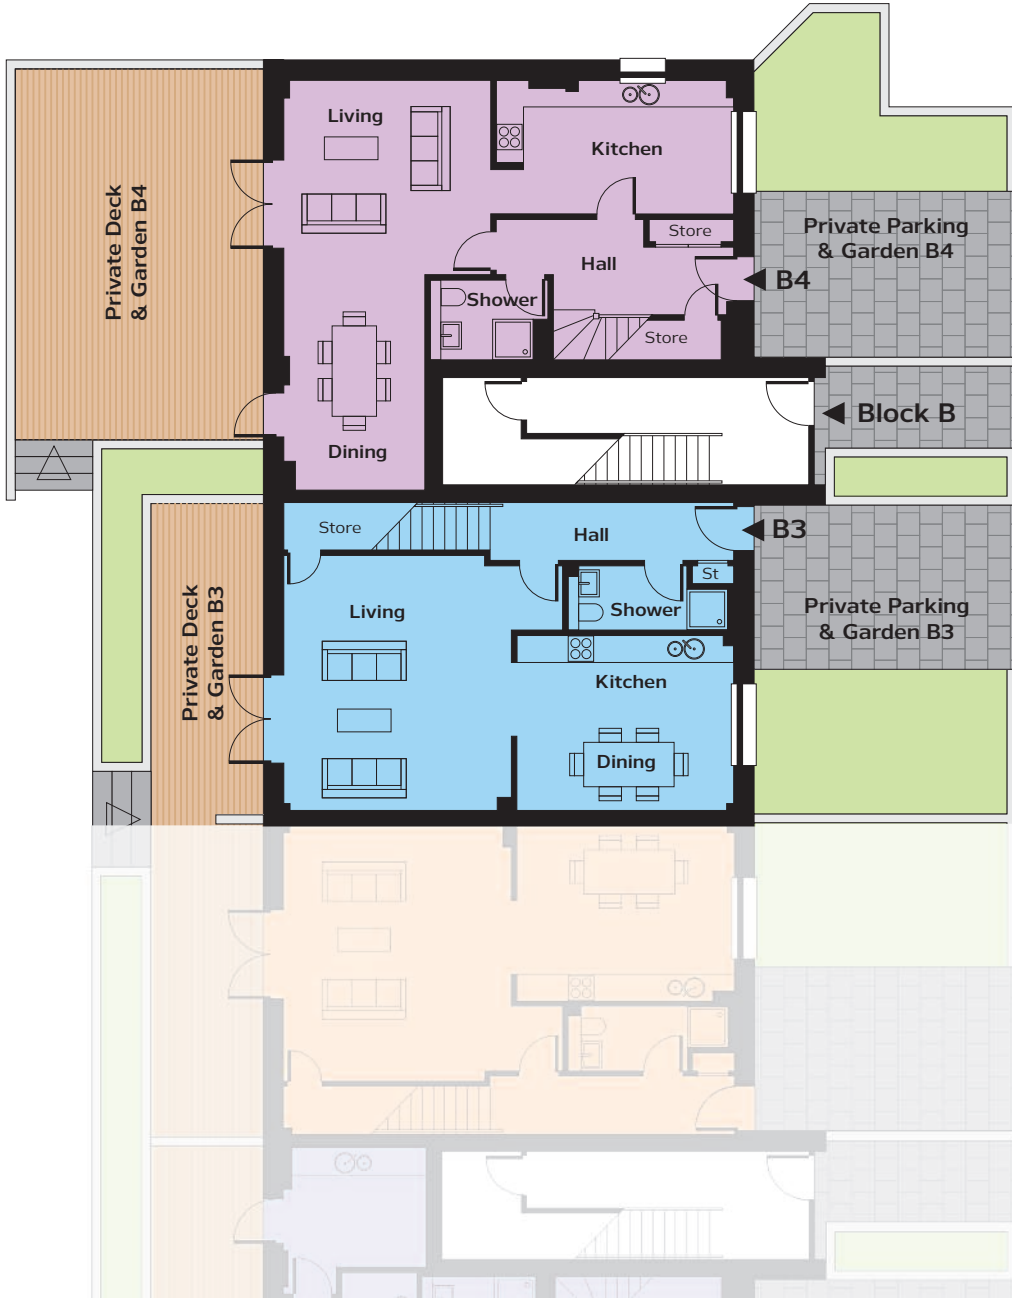 Living
Kitchen
Private Deck
& Garden B4
Store
Private Parking
& Garden B4
Hall
B4
Shower
Store
Block B
Dining
Store
Hall
B3
St
Living
Shower
Private Parking
& Garden B3
Private Deck
& Garden B3
Kitchen
Dining